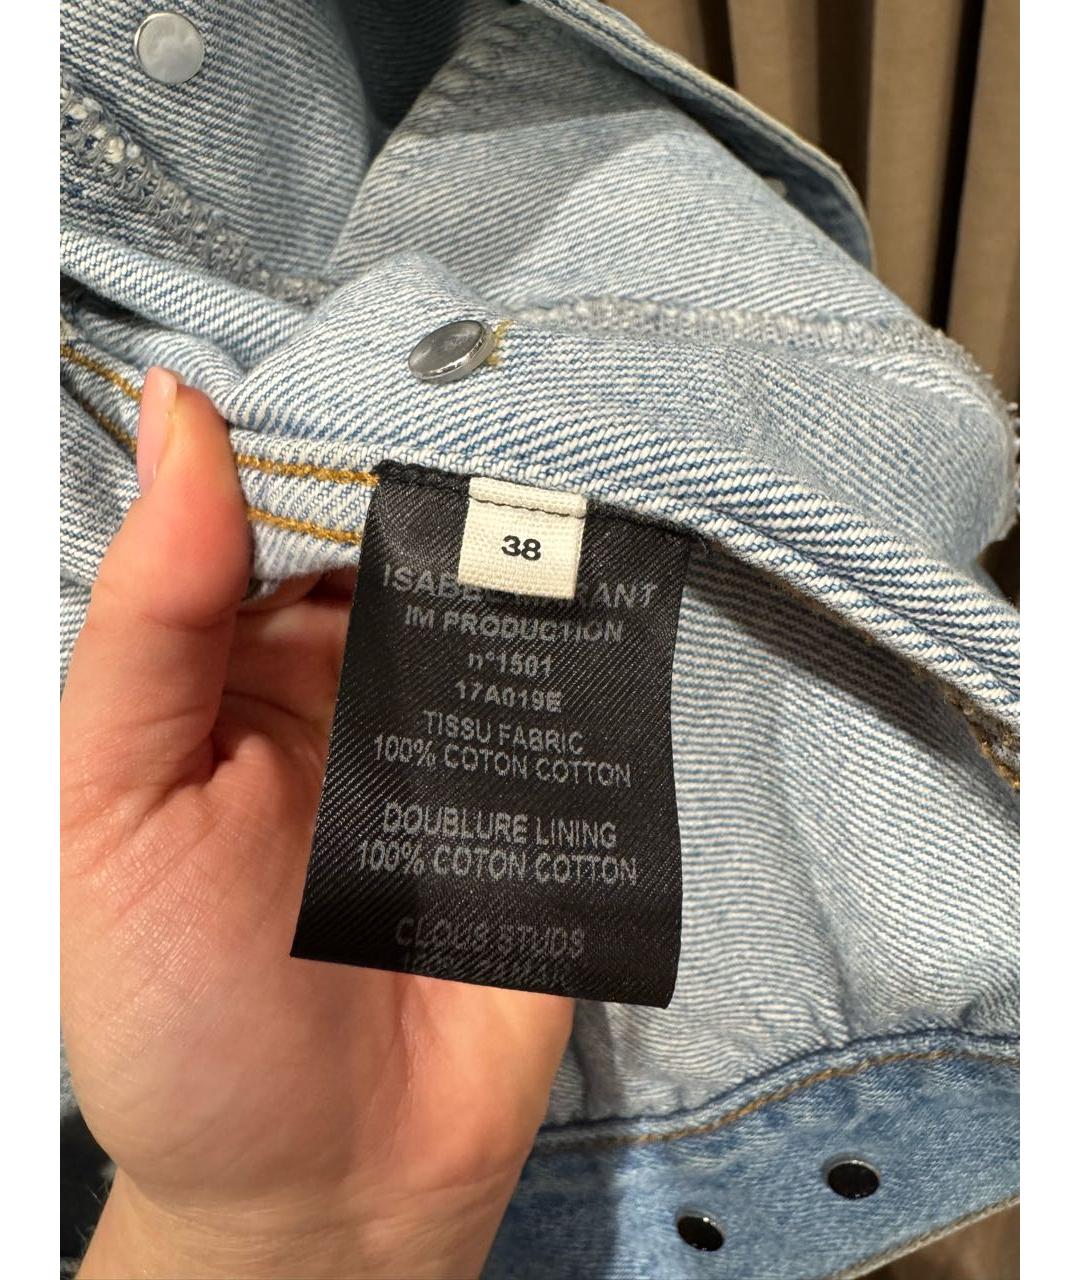 38
IM PRODUCTION
n°1501
17A019E
TISSU FABRIC
100% COTON COTTON
DOUBLURE LINING
100% COTON COTTON
CLOUS STUDS